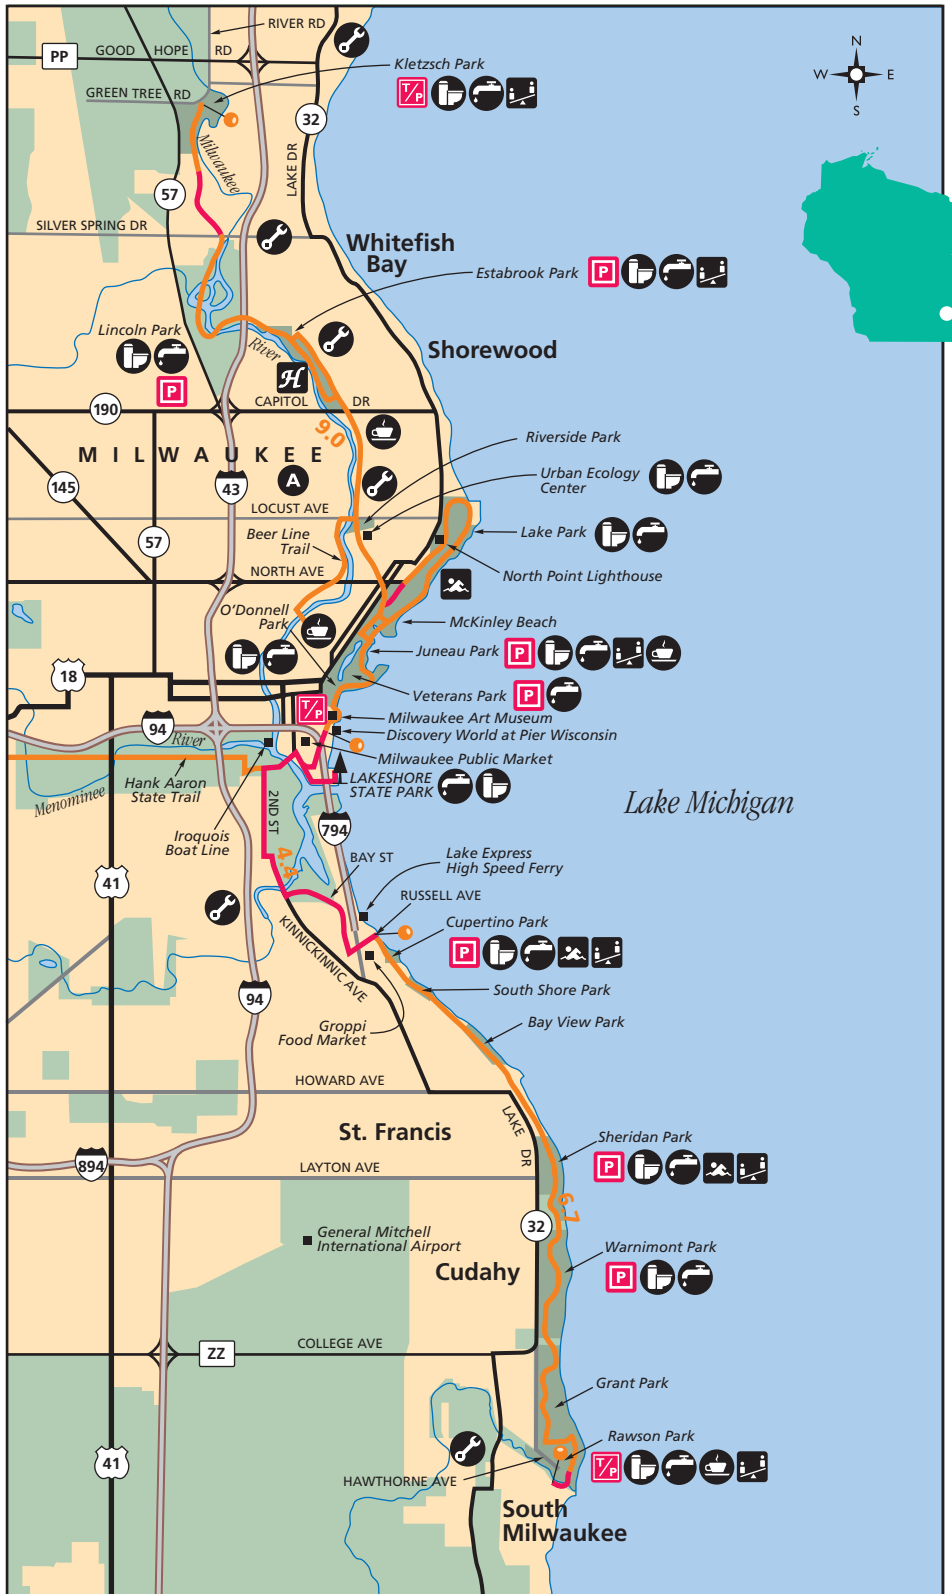 RIVER RD
PP
GOOD HOPE RD
Kletzsch Park
T/P
GREEN TREE RD
N
W E
S
32
Milwaukee
LAKE DR
57
SILVER SPRING DR
Whitefish
Bay
Estabrook Park
P
Lincoln Park
River
Shorewood
P
H
190
CAPITOL DR
9.0
MILWAUKEE
Riverside Park
A
145
43
Urban Ecology
Center
LOCUST AVE
57
Beer Line
Trail
Lake Park
NORTH AVE
North Point Lighthouse
O'Donnell
Park
McKinley Beach
Juneau Park
P
18
Veterans Park
P
T/P
Milwaukee Art Museum
94
River
Discovery World at Pier Wisconsin
Milwaukee Public Market
Hank Aaron
State Trail
LAKESHORE
STATE PARK
Menominee
2ND ST
Lake Michigan
Iroquois
Boat Line
794
4.4
BAY ST
Lake Express
High Speed Ferry
41
RUSSELL AVE
Cupertino Park
P
KINNICKINNIC AVE
94
South Shore Park
Groppi
Food Market
Bay View Park
HOWARD AVE
LAKE DR
St. Francis
Sheridan Park
P
894
LAYTON AVE
6.7
32
General Mitchell
International Airport
Warnimont Park
P
Cudahy
COLLEGE AVE
ZZ
Grant Park
Rawson Park
T/P
41
HAWTHORNE AVE
South
Milwaukee